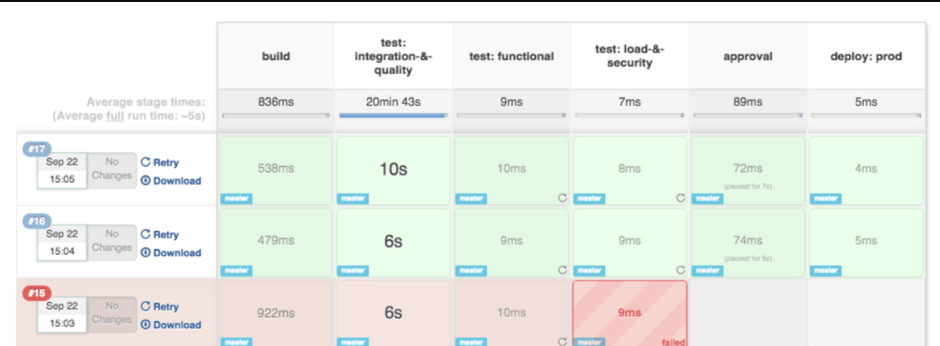 build
test:
integration-&-
quality
test: functional
test: load-&-
security
approval
deploy: prod
Average stage times:
(Average full run time: ~5s)
836ms
20min 43s
9ms
7ms
89ms
5ms
#17
Sep 22
15:05
No
Changes
Retry
Download
538ms
master
10s
master
10ms
master
8ms
master
72ms
(paused for 7s)
master
4ms
master
#16
Sep 22
15:04
No
Changes
Retry
Download
479ms
master
6s
master
9ms
master
9ms
master
74ms
(paused for 6s)
master
5ms
master
#15
Sep 22
15:03
No
Changes
Retry
Download
922ms
master
6s
master
10ms
master
9ms
master
failed